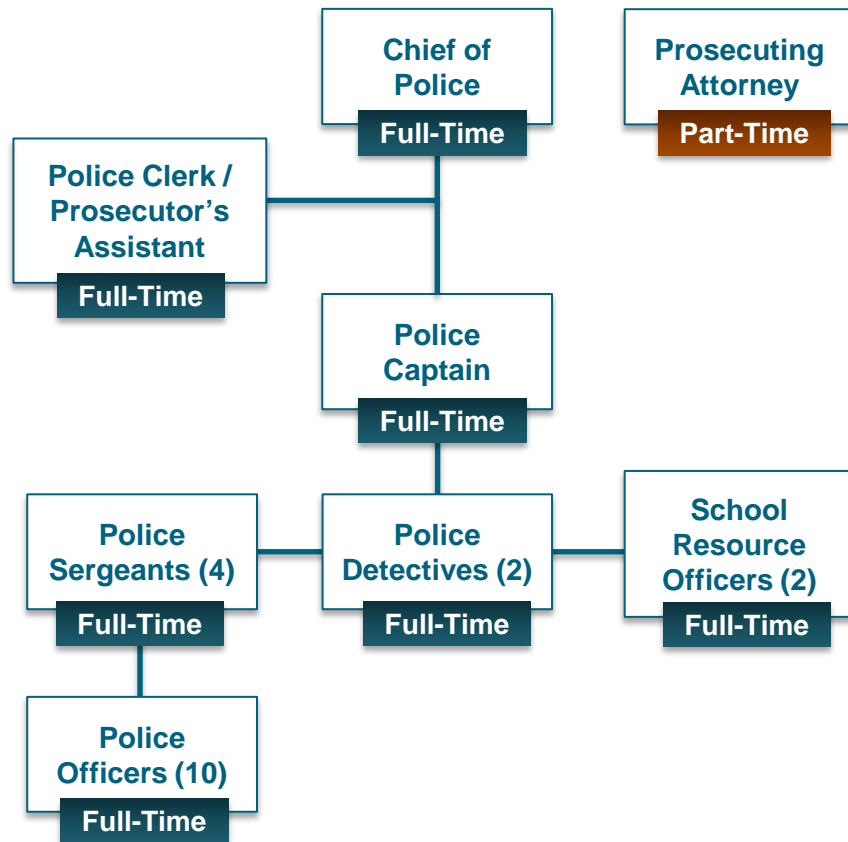 Chief of
Police
Full-Time
Prosecuting
Attorney
Part-Time
Police Clerk /
Prosecutor’s
Assistant
Full-Time
Police
Captain
Full-Time
Police
Sergeants (4)
Full-Time
Police
Detectives (2)
Full-Time
School
Resource
Officers (2)
Full-Time
Police
Officers (10)
Full-Time